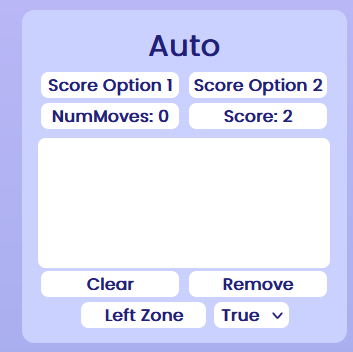 Auto
Score Option 1 Score Option 2
NumMoves: 0 Score: 2
Clear Remove
Left Zone True